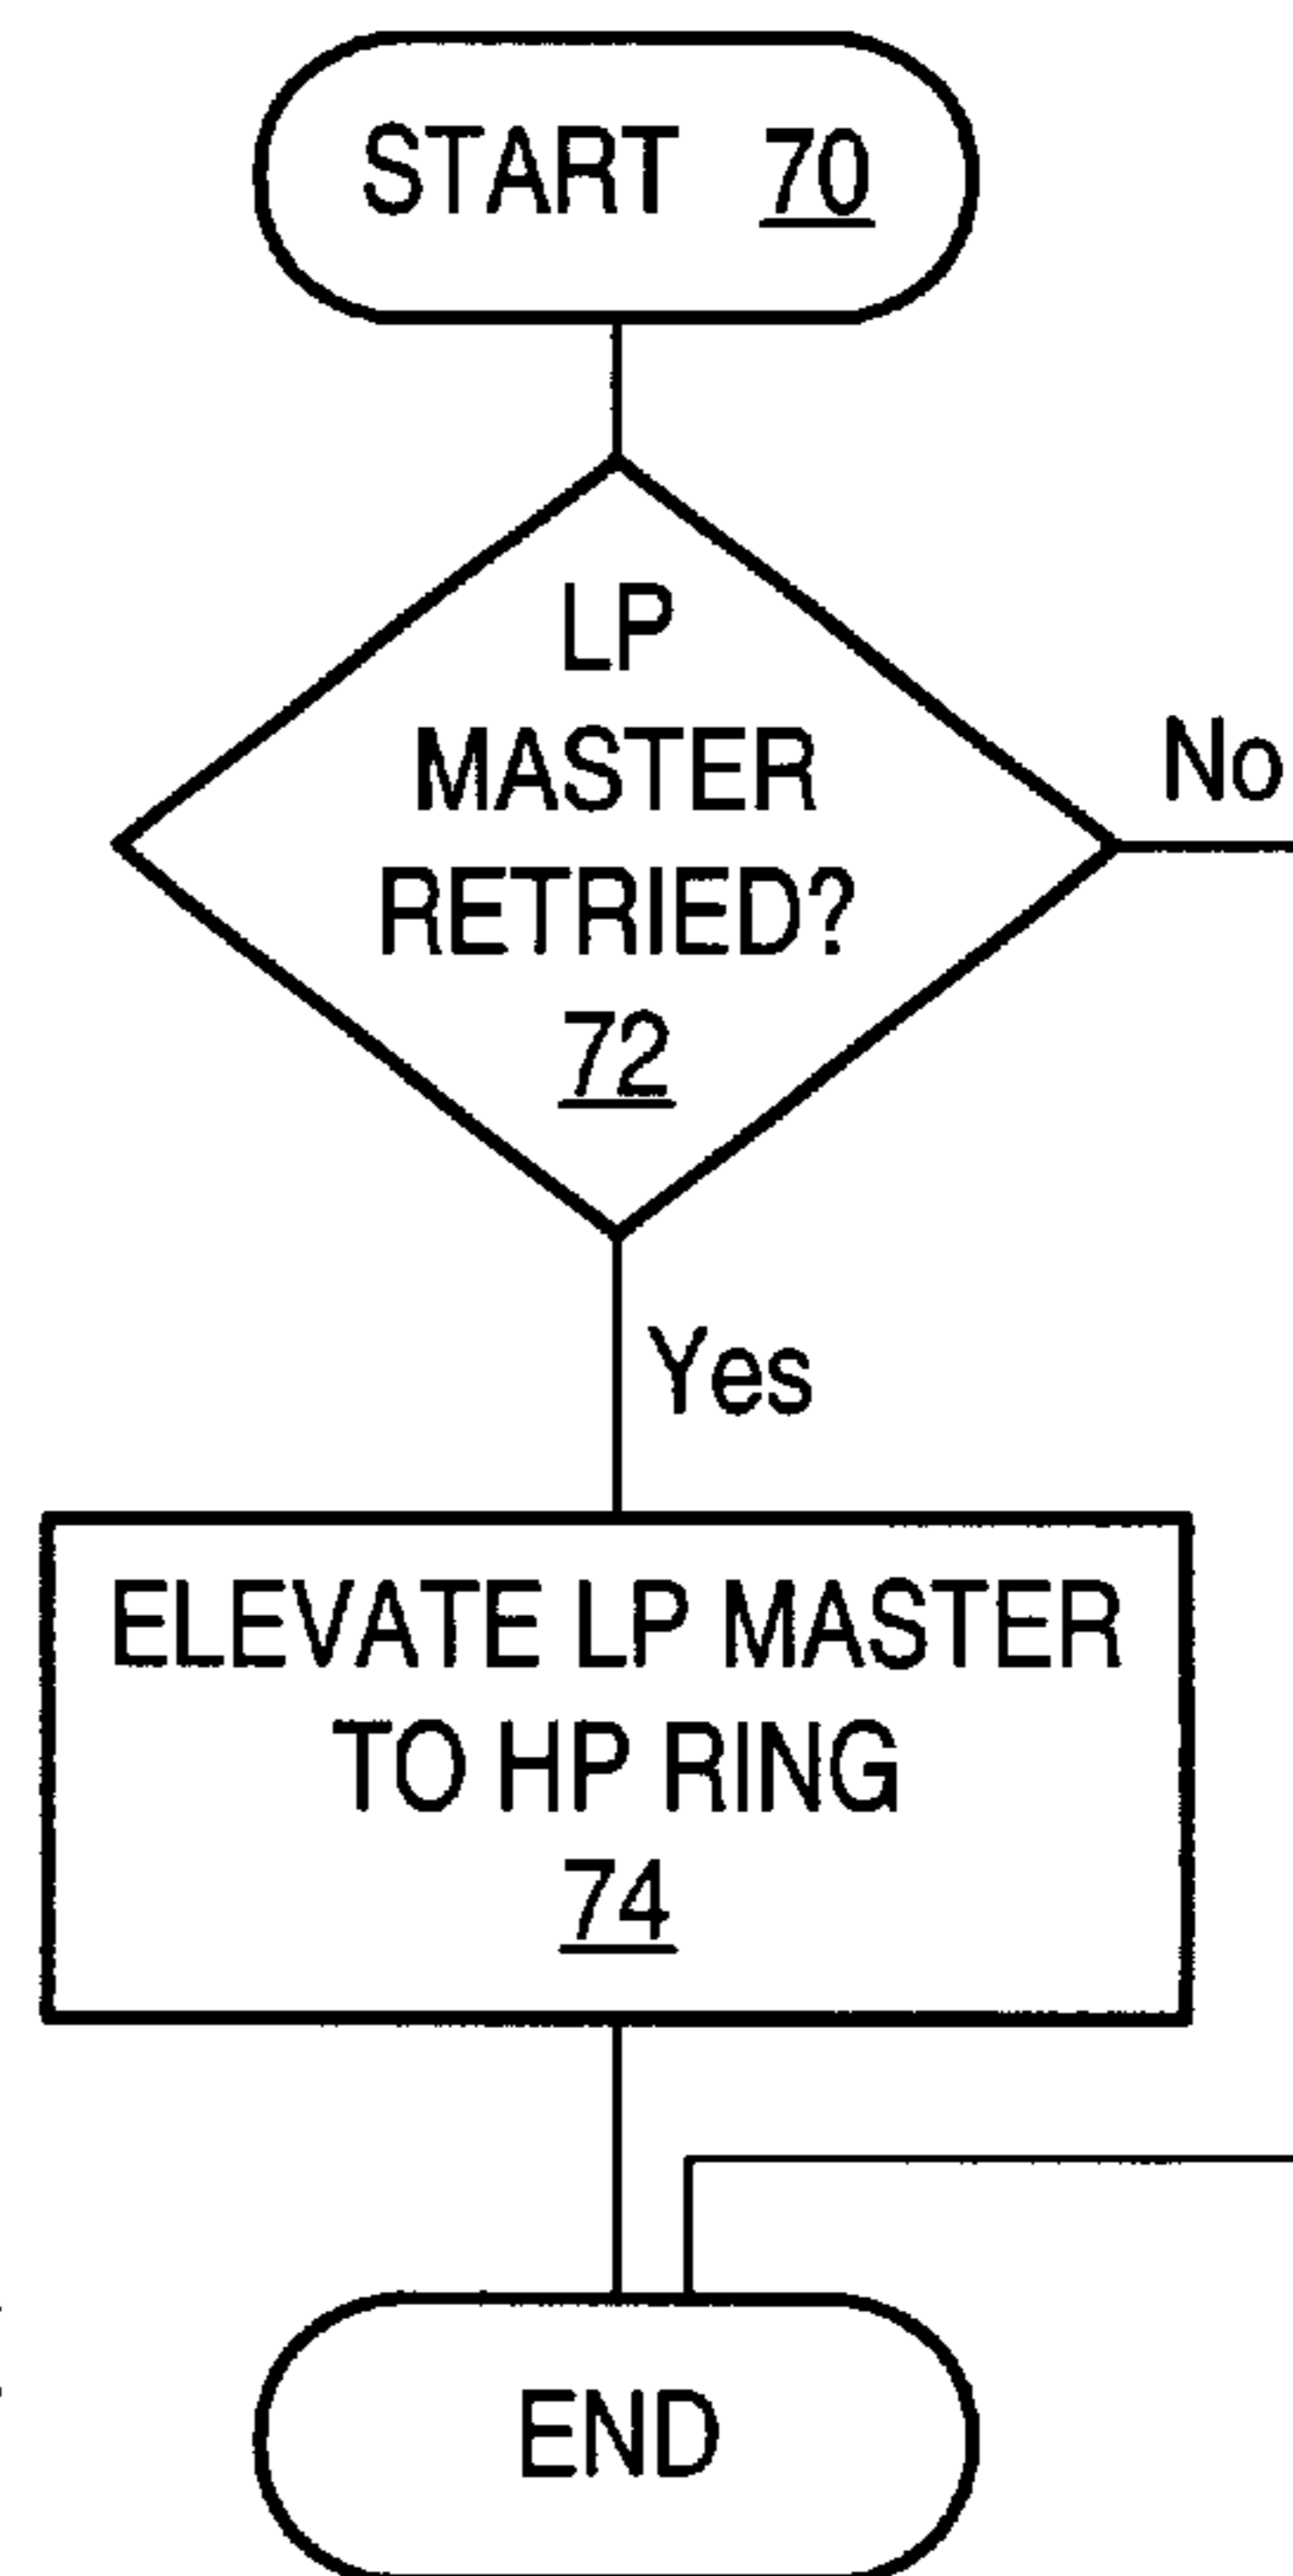 START 70
LP
MASTER
RETRIED?
72
No
Yes
ELEVATE LP MASTER
TO HP RING
74
END